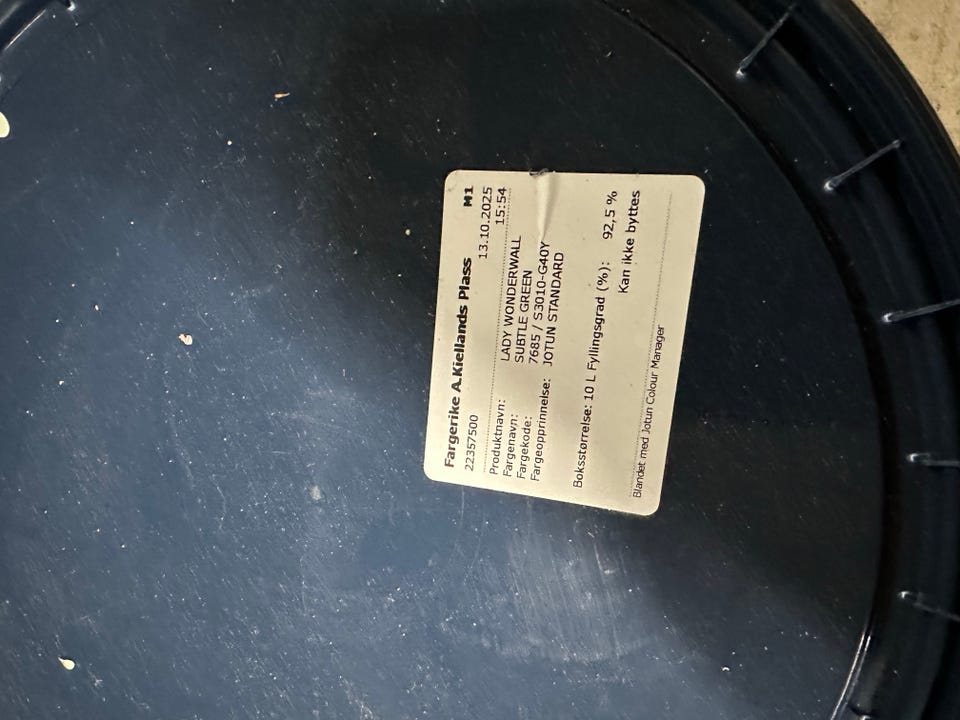 Fargerike A.Kiellands Plass M1
22357500 13.10.2025
15:54
Produktnavn: LADY WONDERWALL
Fargenavn: SUBTLE GREEN
Fargekode: 7685 / S3010-G40Y
Fargeopprinnelse: JOTUN STANDARD
Boksstørrelse: 10 L Fyllingsgrad (%): 92,5 %
Kan ikke byttes
Blandet med Jotun Colour Manager